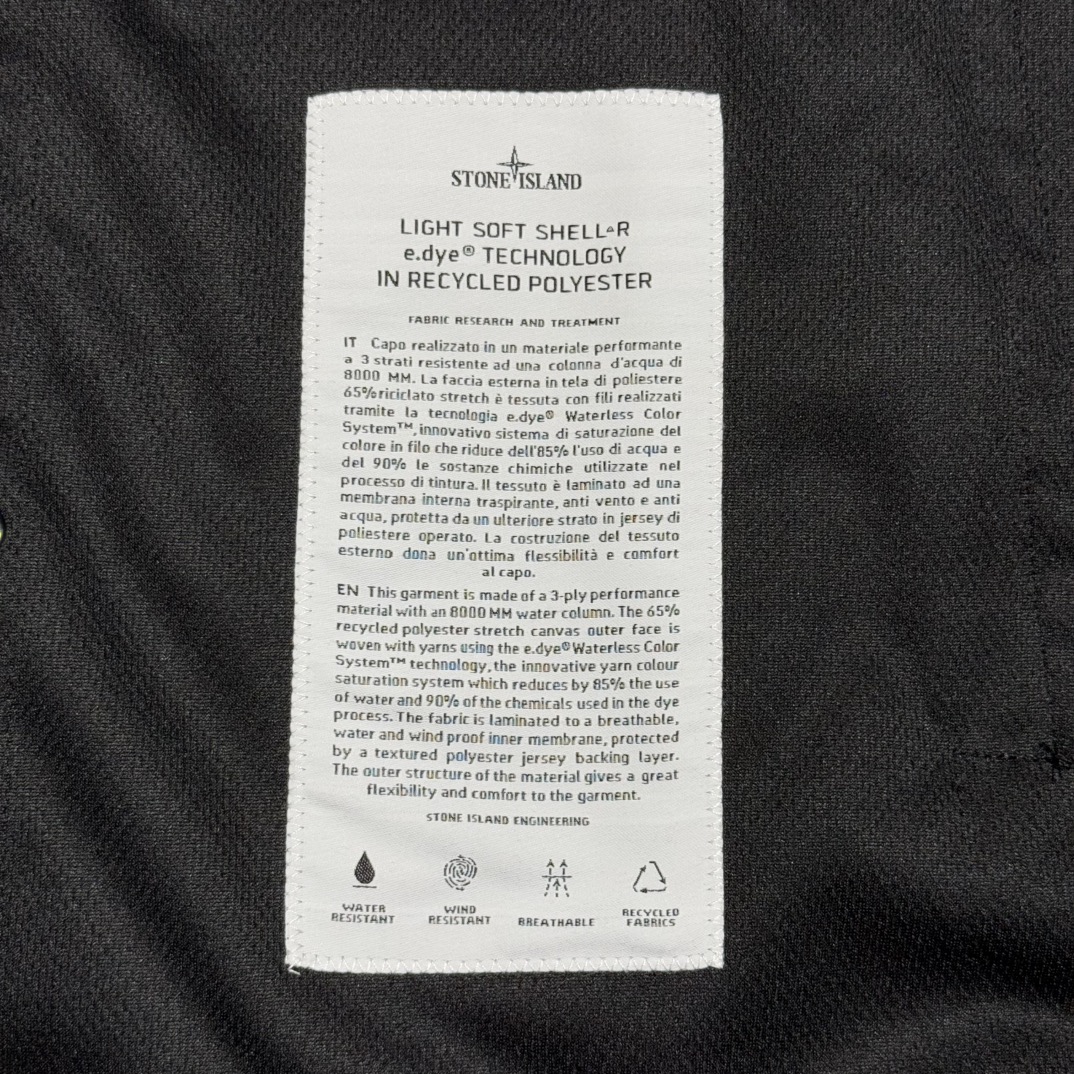 STONE ISLAND
LIGHT SOFT SHELL-R
e.dye® TECHNOLOGY
IN RECYCLED POLYESTER
FABRIC RESEARCH AND TREATMENT
IT Capo realizzato in un materiale performante
a 3 strati resistente ad una colonna d'acqua di
8000 MM. La faccia esterna in tela di poliestere
65% riciclato stretch è tessuta con fili realizzati
tramite la tecnologia e.dye® Waterless Color
System™, innovativo sistema di saturazione del
colore in filo che riduce dell'85% l'uso di acqua e
del 90% le sostanze chimiche utilizzate nel
processo di tintura. Il tessuto è laminato ad una
membrana interna traspirante, anti vento e anti
acqua, protetta da un ulteriore strato in jersey di
poliestere operato. La costruzione del tessuto
esterno dona un'ottima flessibilità e comfort
al capo.
EN This garment is made of a 3-ply performance
material with an 8000 MM water column. The 65%
recycled polyester stretch canvas outer face is
woven with yarns using the e.dye® Waterless Color
System™ technology, the innovative yarn colour
saturation system which reduces by 85% the use
of water and 90% of the chemicals used in the dye
process. The fabric is laminated to a breathable,
water and wind proof inner membrane, protected
by a textured polyester jersey backing layer.
The outer structure of the material gives a great
flexibility and comfort to the garment.
STONE ISLAND ENGINEERING
WATER
RESISTANT
WIND
RESISTANT
BREATHABLE
RECYCLED
FABRICS